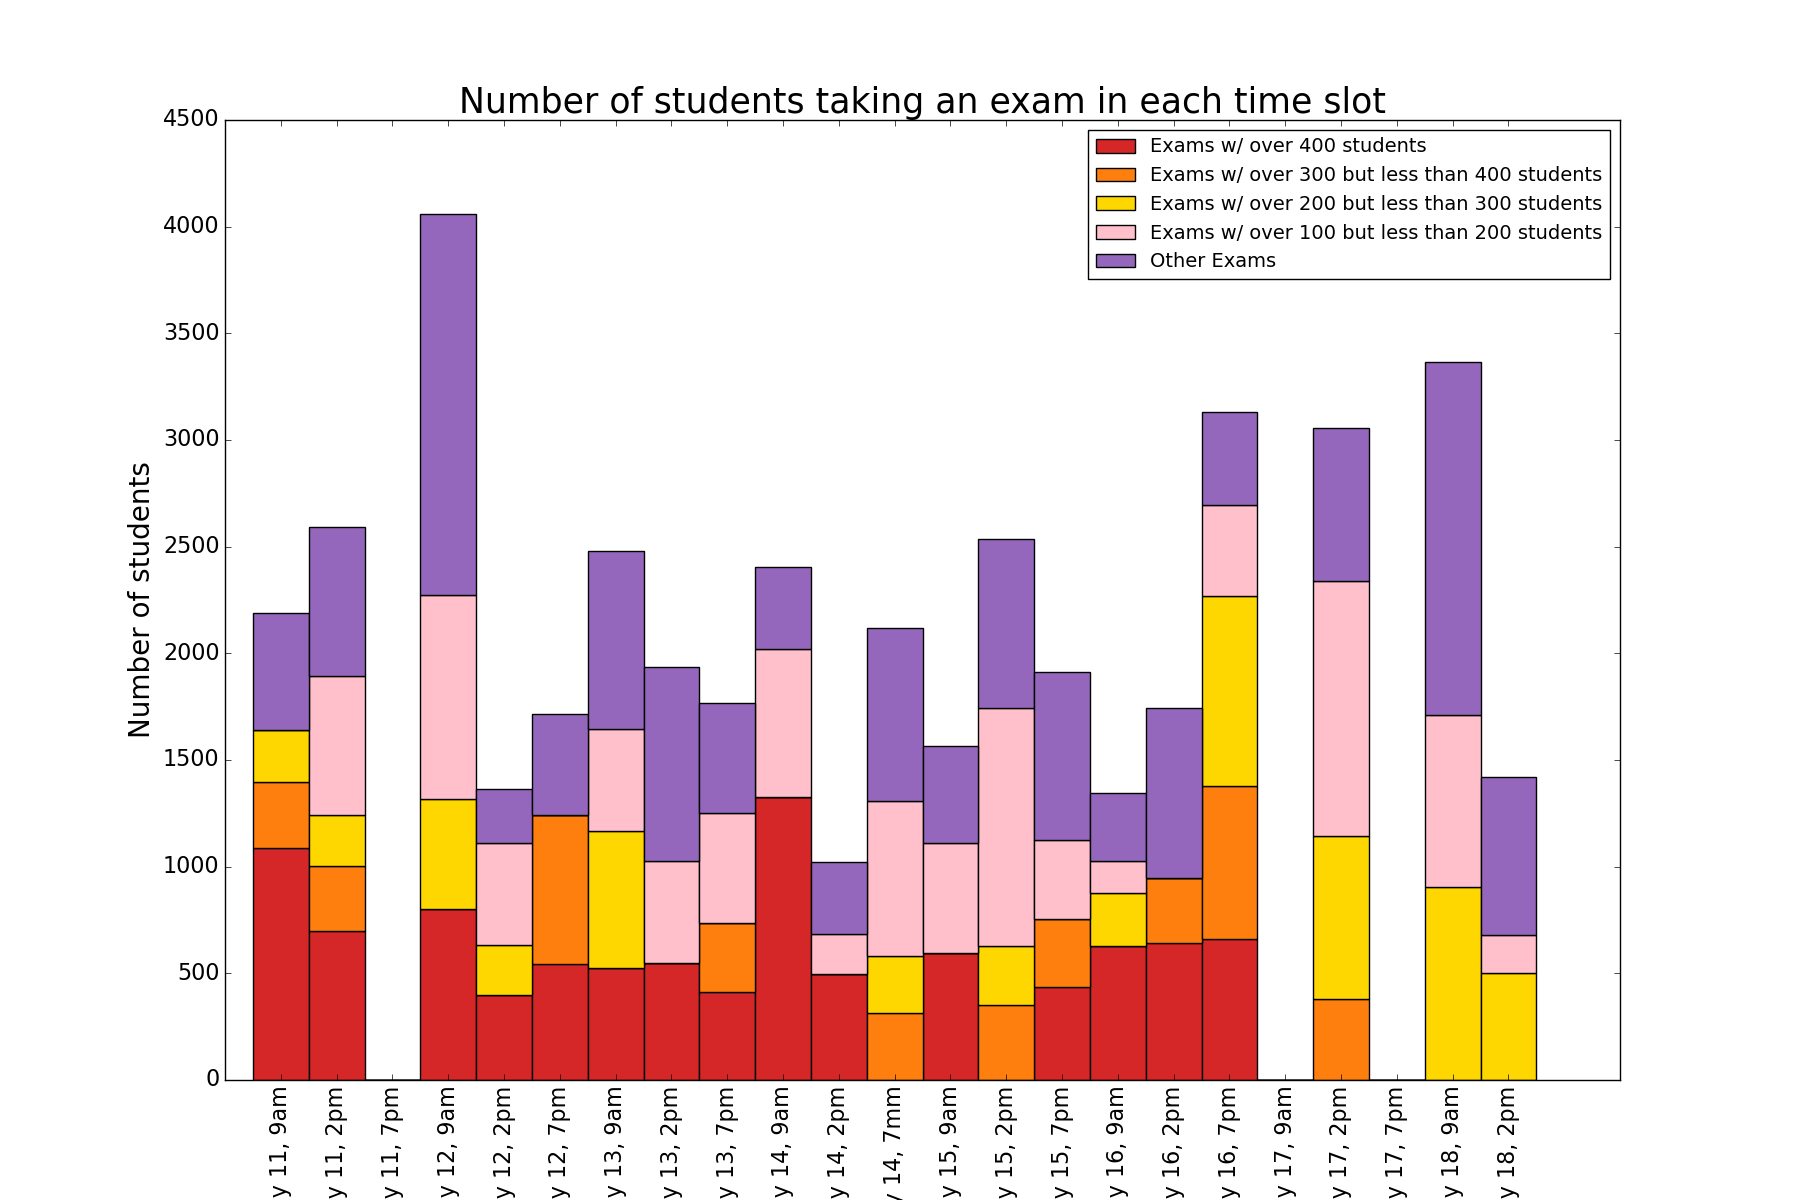 Number of students taking an exam in each time slot
Number of students
4500
4000
3500
3000
2500
2000
1500
1000
500
0
Exams w/ over 400 students
Exams w/ over 300 but less than 400 students
Exams w/ over 200 but less than 300 students
Exams w/ over 100 but less than 200 students
Other Exams
y 11, 9am
y 11, 2pm
y 11, 7pm
y 12, 9am
y 12, 2pm
y 12, 7pm
y 13, 9am
y 13, 2pm
y 13, 7pm
y 14, 9am
y 14, 2pm
y 14, 7mm
y 15, 9am
y 15, 2pm
y 15, 7pm
y 16, 9am
y 16, 2pm
y 16, 7pm
y 17, 9am
y 17, 2pm
y 17, 7pm
y 18, 9am
y 18, 2pm